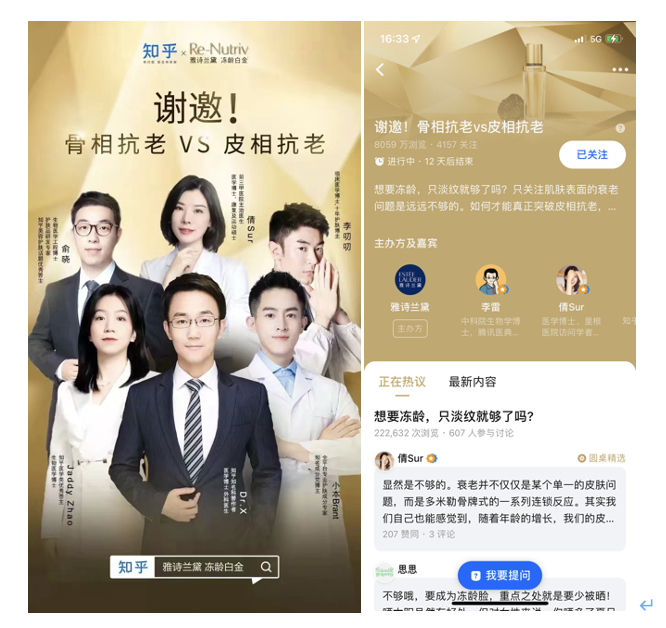 知乎 × Re-Nutriv
雅诗兰黛 冻龄白金
谢邀！
骨相抗老 VS 皮相抗老
俞晓
倩Sur
李叨叨
Jaddy Zhao
Dr.X
小本Brant
知乎 雅诗兰黛 冻龄白金
16:33
5G
谢邀！骨相抗老vs皮相抗老
8059 万浏览 · 4157 关注
进行中 · 12 天后结束
已关注
想要冻龄，只淡纹就够了吗？只关注肌肤表面的衰老
问题是远远不够的。如何才能真正突破皮相抗老，...
主办方及嘉宾
ESTEE LAUDER
雅诗兰黛
雅诗兰黛
主办方
李雷
中科院生物学博
士，腾讯医典...
倩Sur
医学博士，曼根
医院访问学者...
知乎
正在热议 最新内容
想要冻龄，只淡纹就够了吗？
222,632 次浏览 · 607 人参与讨论
倩Sur
圆桌精选
显然是不够的。衰老并不仅仅是某个单一的皮肤问
题，而是多米勒骨牌式的一系列连锁反应。其实我
们自己也能感觉到，随着年龄的增长，我们的皮...
207 赞同 · 3 评论
思思
我要提问
不够哦，要成为冻龄脸，重点之处就是要少被晒！